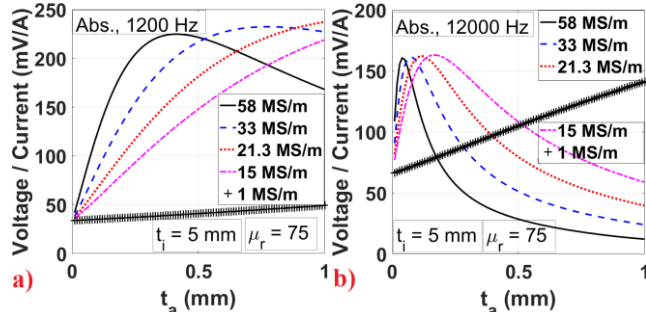 Abs., 1200 Hz
Voltage / Current (mV/A)
250
200
150
100
50
0
58 MS/m
33 MS/m
21.3 MS/m
15 MS/m
1 MS/m
t_i = 5 mm
μ_r = 75
0
0.5
1
t_a (mm)
a)
Abs., 12000 Hz
Voltage / Current (mV/A)
200
150
100
50
0
58 MS/m
33 MS/m
21.3 MS/m
15 MS/m
1 MS/m
t_i = 5 mm
μ_r = 75
0
0.5
1
t_a (mm)
b)